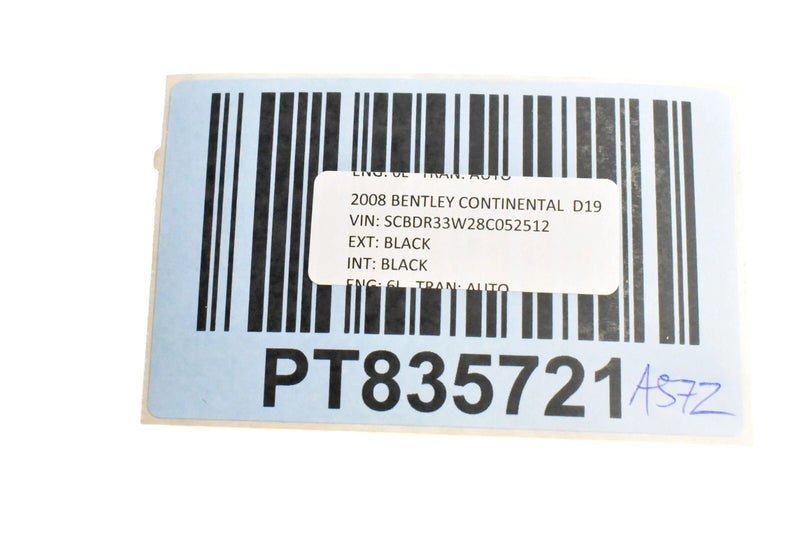 ENG: 6L TRAN: AUTO
2008 BENTLEY CONTINENTAL D19
VIN: SCBDR33W28C052512
EXT: BLACK
INT: BLACK
ENG: 6L TRAN: AUTO
PT835721
A57Z